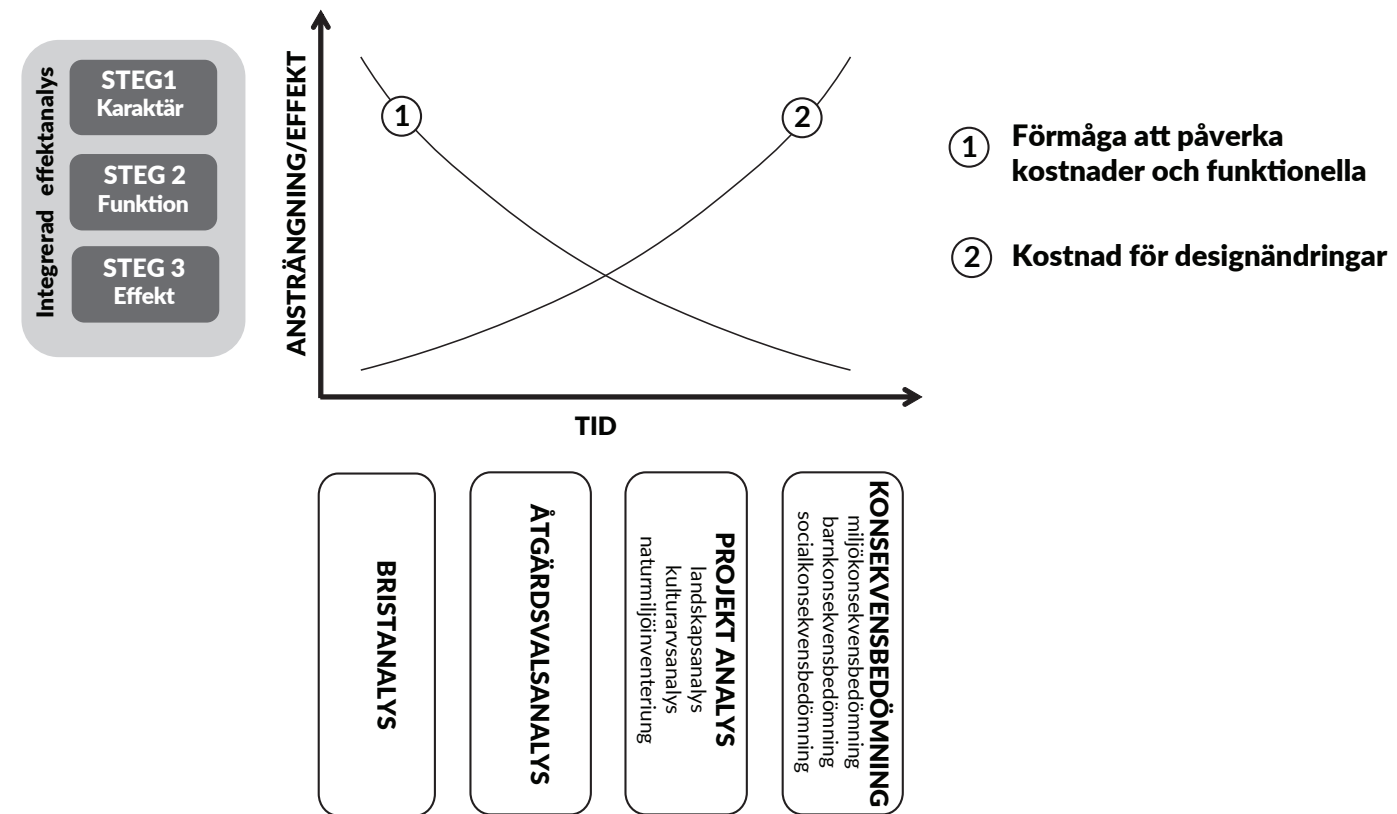 Integrerad effektanalys
STEG1
Karaktär
STEG 2
Funktion
STEG 3
Effekt
ANSTRÄNGNING/EFFEKT
1
2
TID
1
Förmåga att påverka
kostnader och funktionella
2
Kostnad för designändringar
BRISTANALYS
ÅTGÄRDSVALSANALYS
PROJEKT ANALYS
landskapsanalys
kulturarvsanalys
naturmiljöinventeriung
KONSEKVENSBEDÖMNING
miljökonsekvensbedömning
barnkonsekvensbedömning
socialkonsekvensbedömning